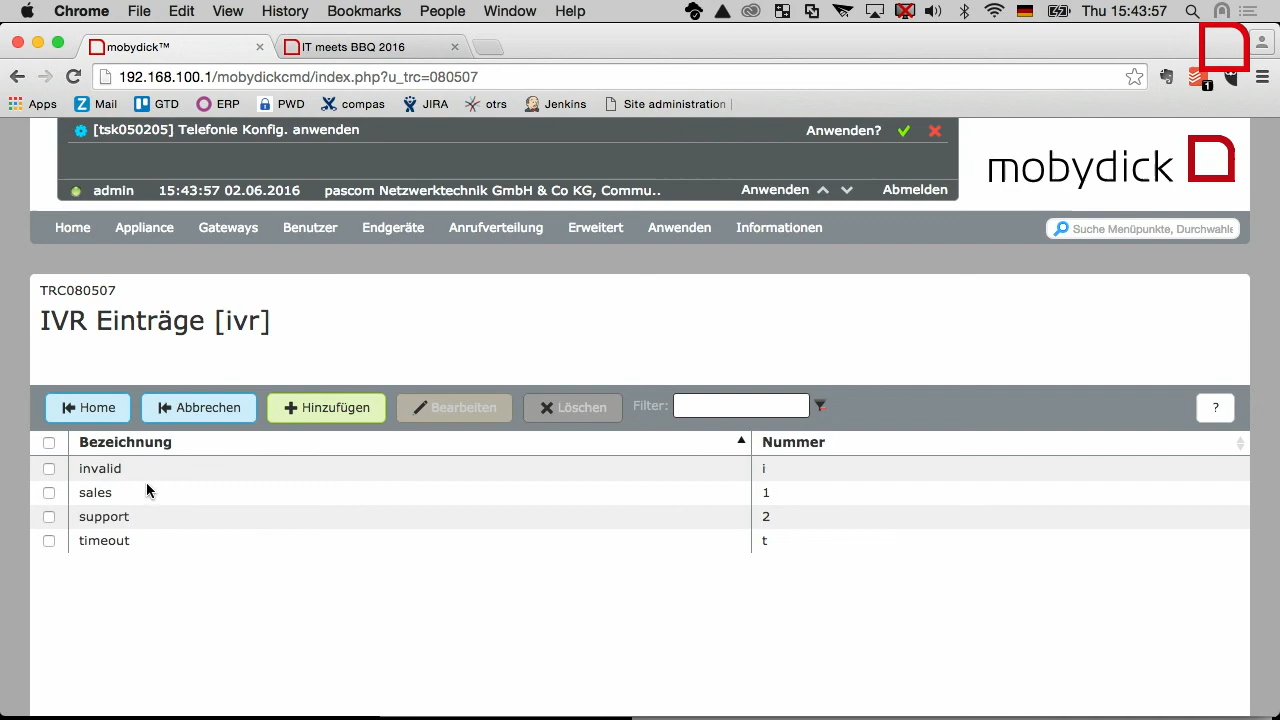 Chrome File Edit View History Bookmarks People Window Help Thu 15:43:57
mobydick™ IT meets BBQ 2016
192.168.100.1/mobydickcmd/index.php?u_trc=080507
1
Apps Mail GTD ERP PWD compas JIRA otrs Jenkins Site administration
[tsk050205] Telefonie Konfig. anwenden Anwenden?
mobydick
admin 15:43:57 02.06.2016 pascom Netzwerktechnik GmbH & Co KG, Commu.. Anwenden Abmelden
Home Appliance Gateways Benutzer Endgeräte Anrufverteilung Erweitert Anwenden Informationen Suche Menüpunkte, Durchwahle
TRC080507
IVR Einträge [ivr]
Home Abbrechen Hinzufügen Bearbeiten Löschen Filter: ?
Bezeichnung Nummer
invalid i
sales 1
support 2
timeout t